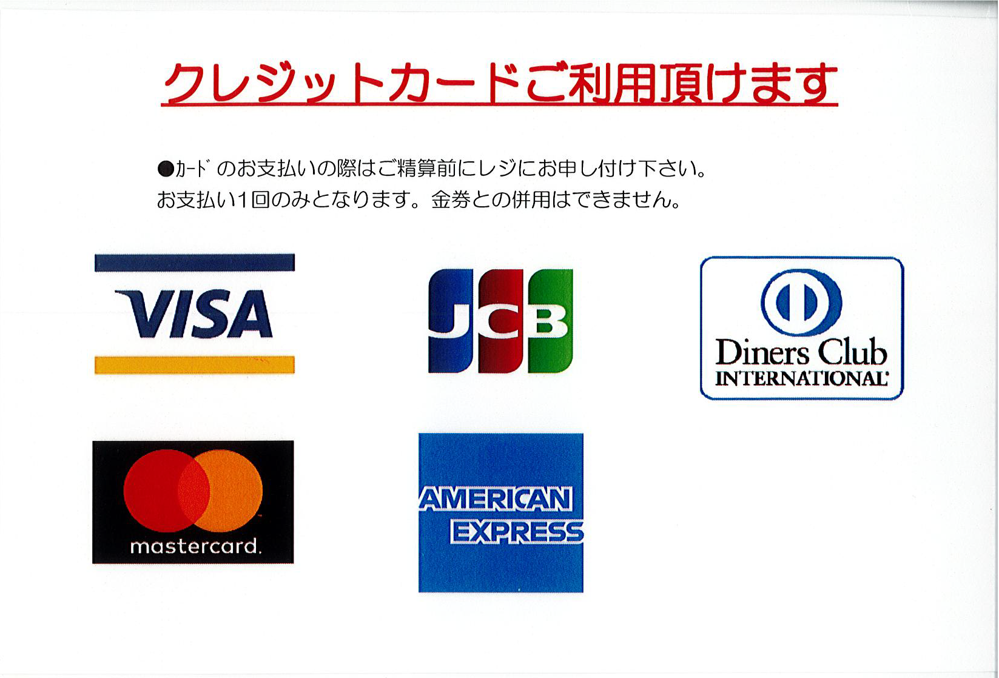 クレジットカードご利用頂けます
●ｶｰﾄﾞのお支払いの際はご精算前にレジにお申し付け下さい。
お支払い1回のみとなります。金券との併用はできません。
VISA
JCB
Diners Club
INTERNATIONAL
mastercard.
AMERICAN
EXPRESS